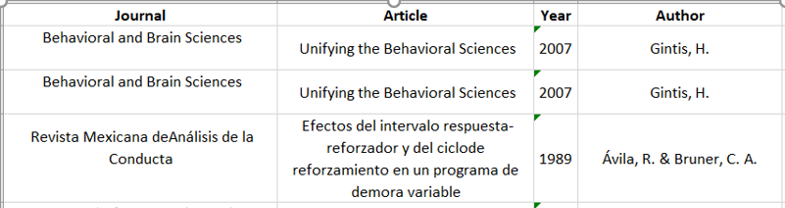 Journal Article Year Author
Behavioral and Brain Sciences Unifying the Behavioral Sciences 2007 Gintis, H.
Behavioral and Brain Sciences Unifying the Behavioral Sciences 2007 Gintis, H.
Revista Mexicana deAnálisis de la
Conducta
Efectos del intervalo respuesta-
reforzador y del ciclode
reforzamiento en un programa de
demora variable
1989
Ávila, R. & Bruner, C. A.